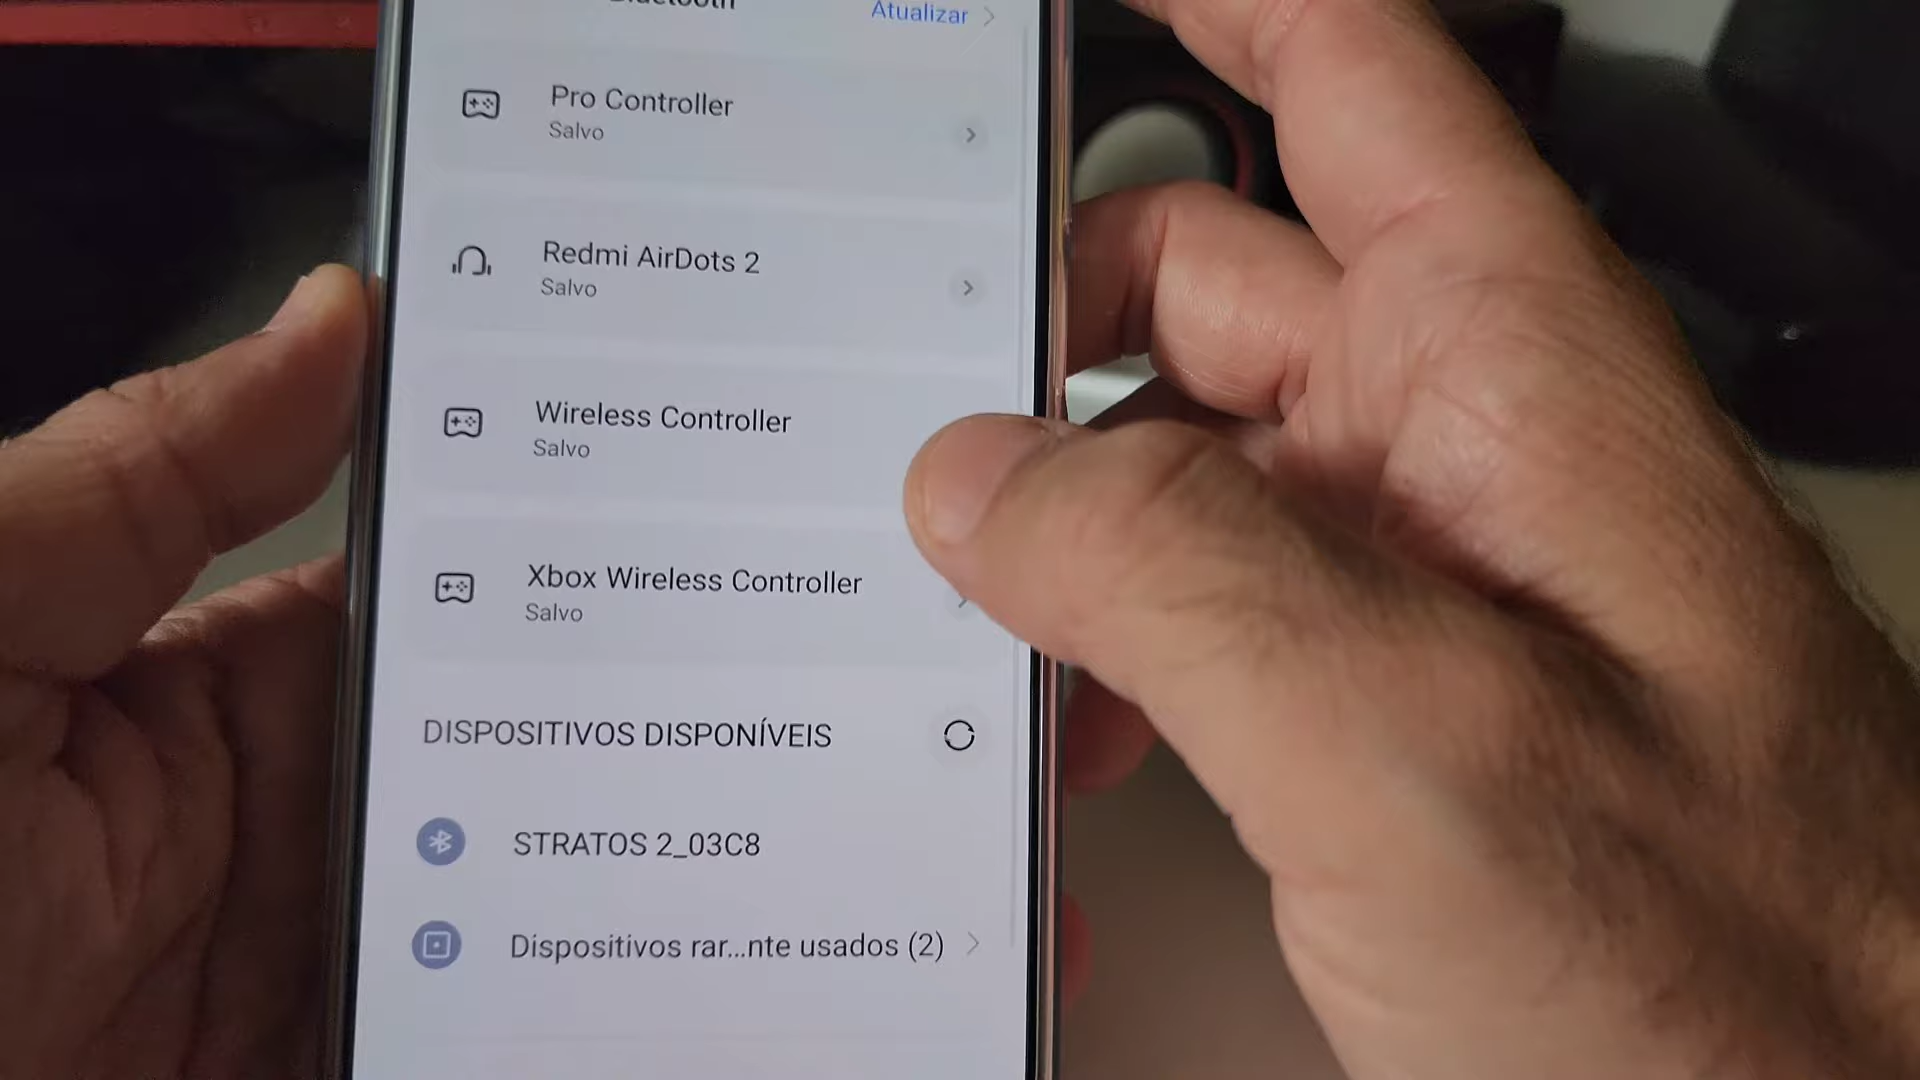 Bluetooth
Atualizar
Pro Controller
Salvo
Redmi AirDots 2
Salvo
Wireless Controller
Salvo
Xbox Wireless Controller
Salvo
DISPOSITIVOS DISPONÍVEIS
STRATOS 2_03C8
Dispositivos rar...nte usados (2)